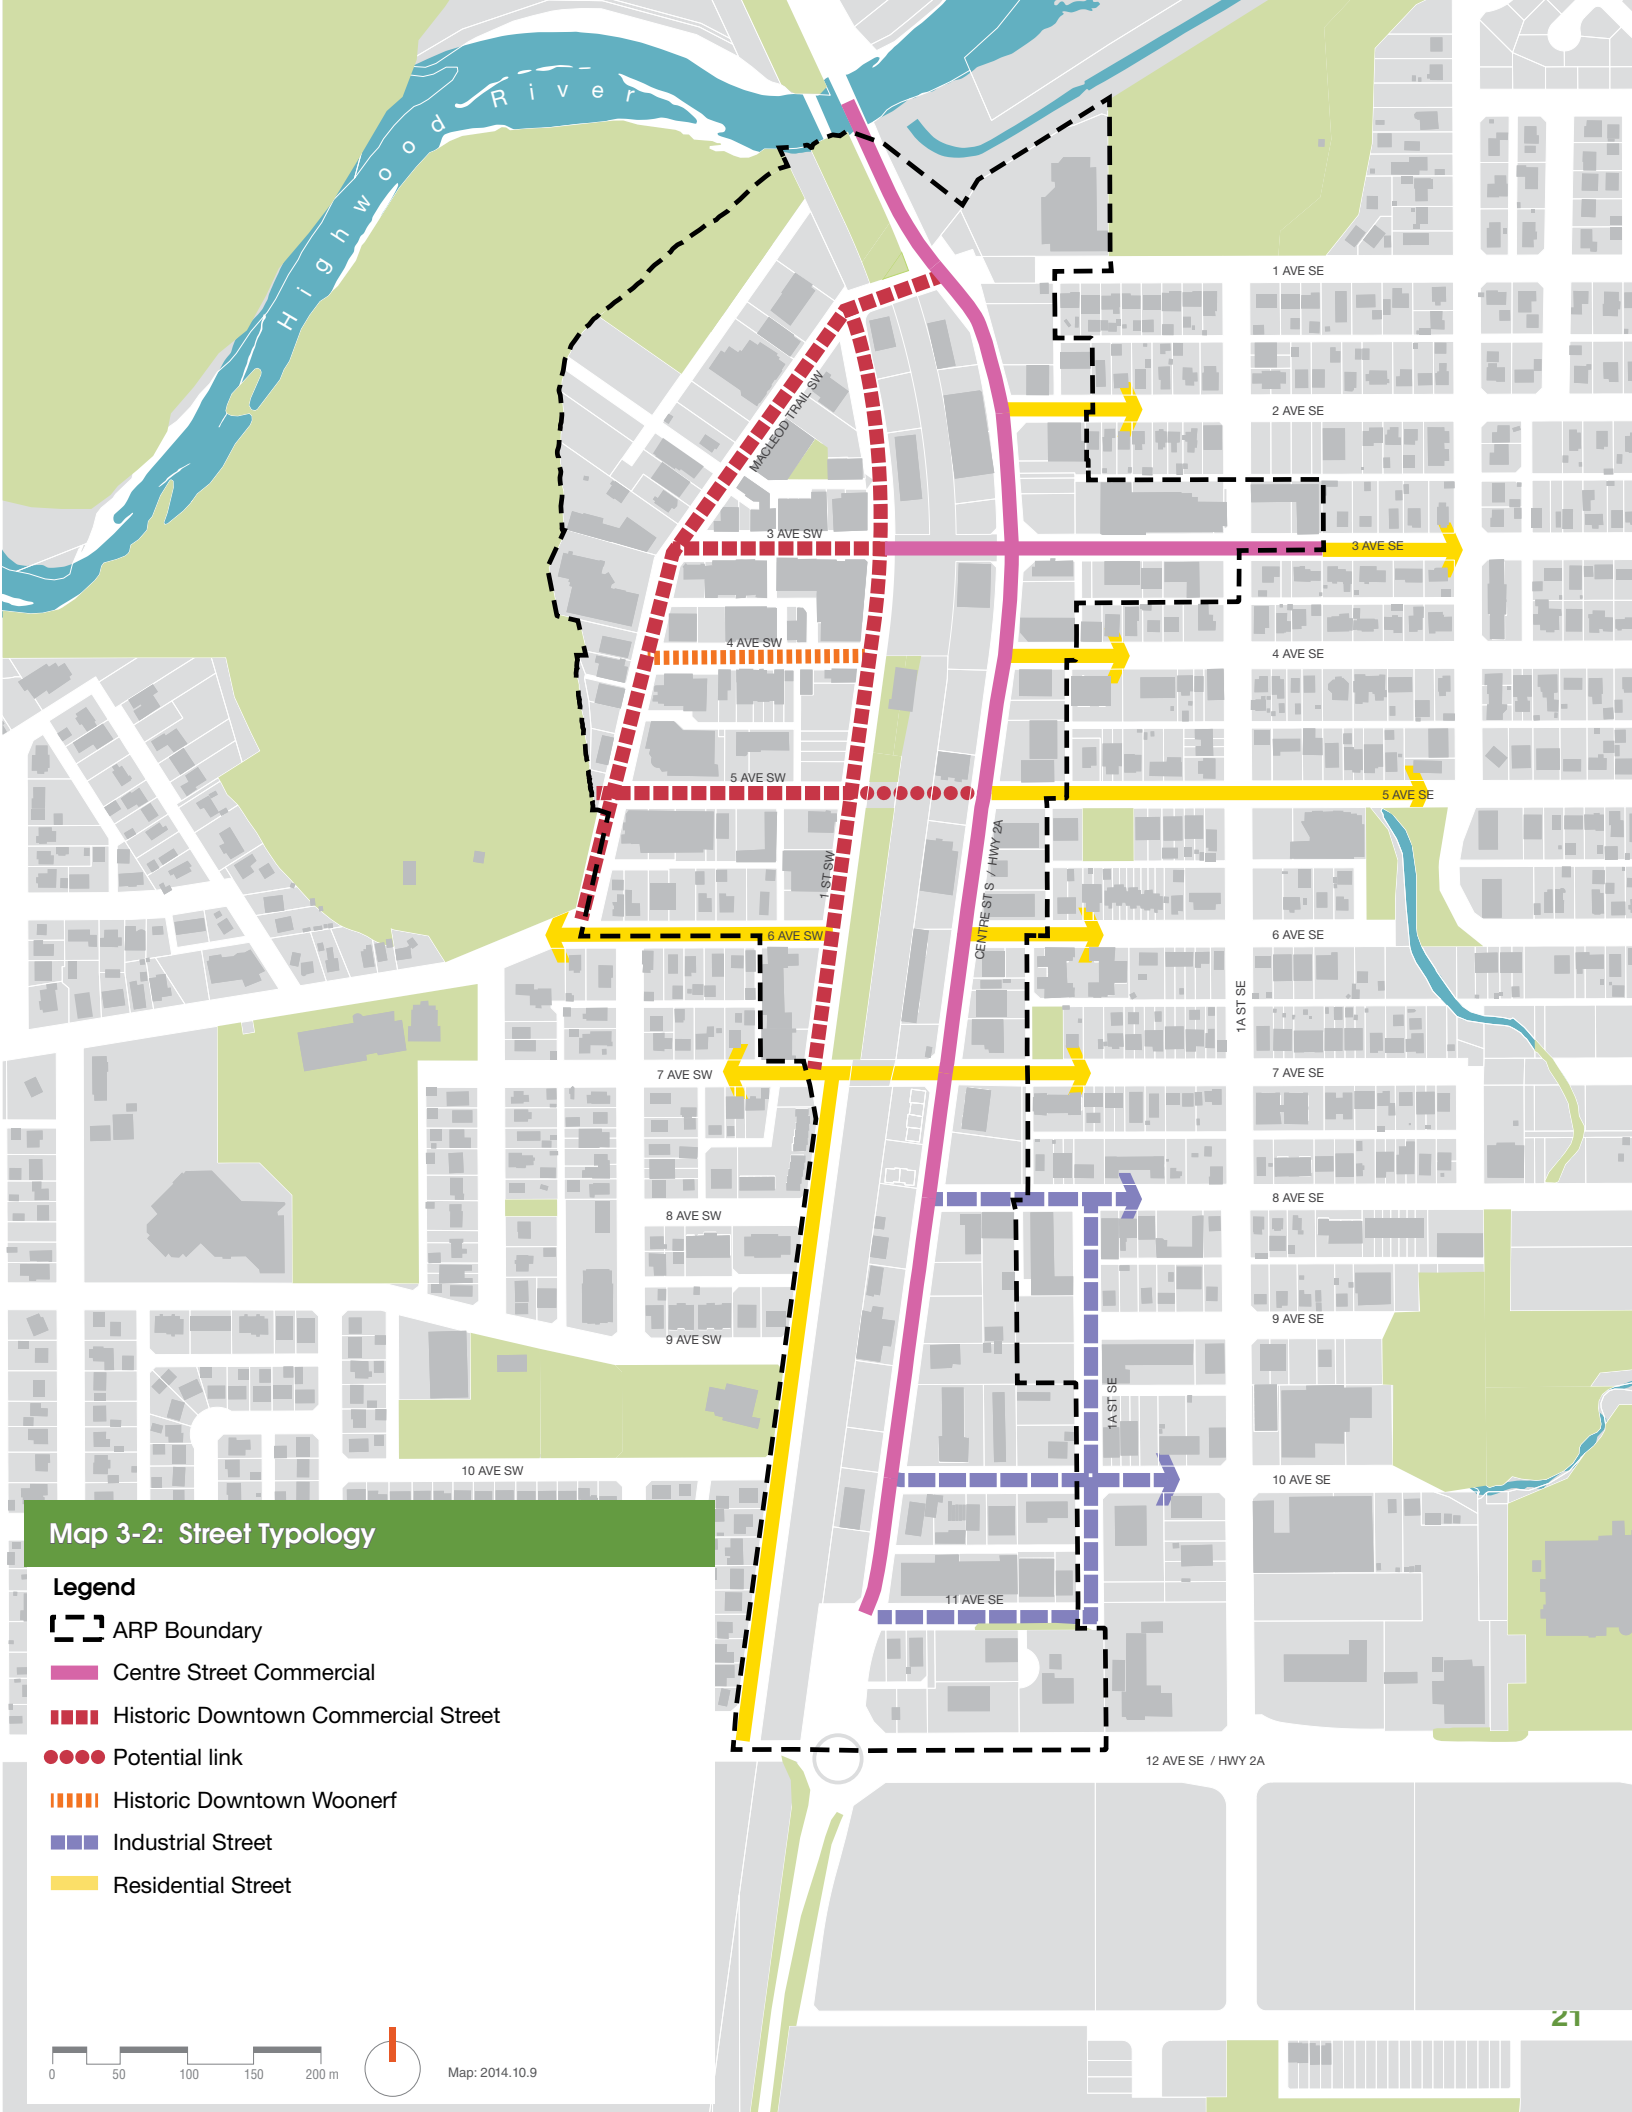 Highwood River
1 AVE SE
MACLEOD TRAIL SW
2 AVE SE
3 AVE SW
3 AVE SE
4 AVE SW
4 AVE SE
5 AVE SW
5 AVE SE
1 ST SW
CENTRE ST S / HWY 2A
6 AVE SW
6 AVE SE
1A ST SE
7 AVE SW
7 AVE SE
8 AVE SW
8 AVE SE
9 AVE SW
9 AVE SE
1A ST SE
10 AVE SW
10 AVE SE
11 AVE SE
12 AVE SE / HWY 2A
Map 3-2: Street Typology
Legend
ARP Boundary
Centre Street Commercial
Historic Downtown Commercial Street
Potential link
Historic Downtown Woonerf
Industrial Street
Residential Street
0 50 100 150 200 m
Map: 2014.10.9
21